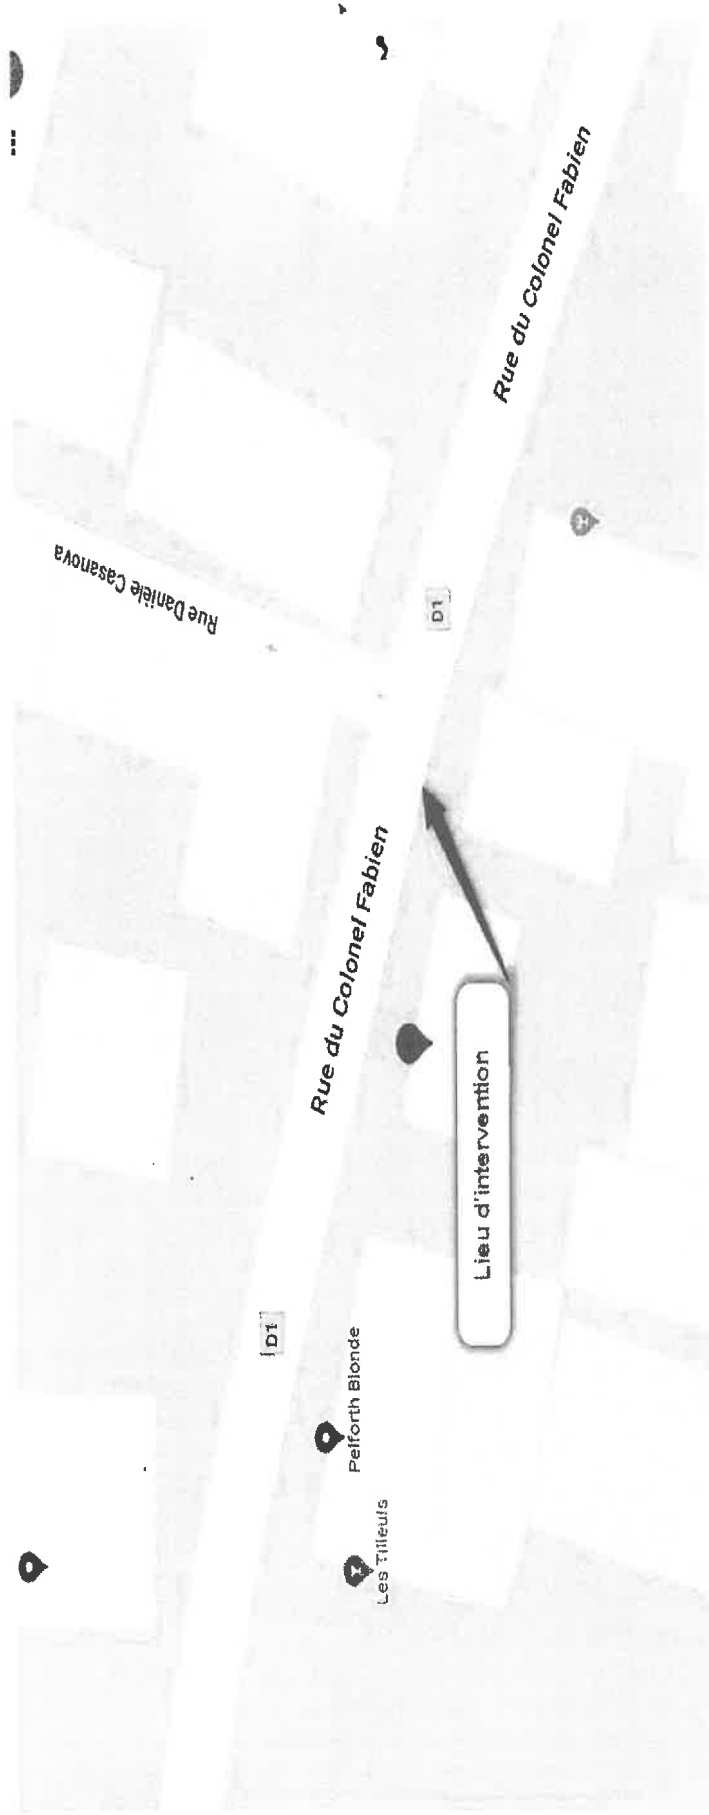 Rue du Colonel Fabien
Rue Danièle Casanova
D1
Rue du Colonel Fabien
Lieu d'intervention
D1
Pelforth Blonde
Les Tilleuls